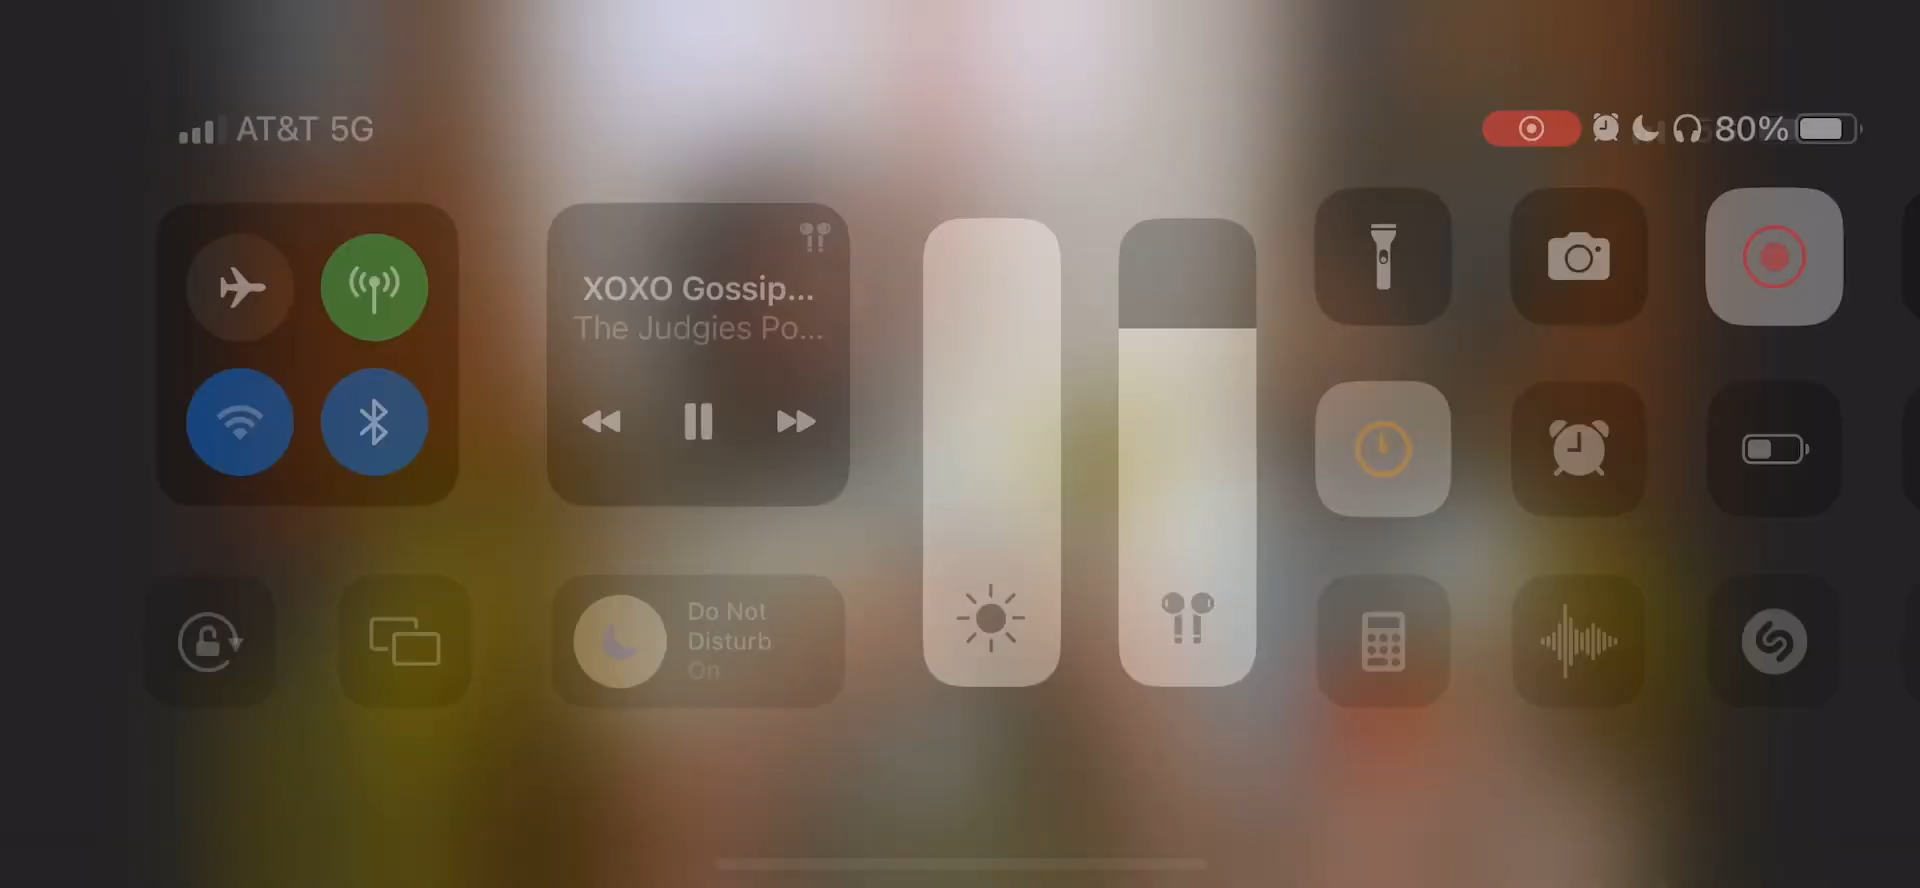 AT&T 5G
80%
XOXO Gossip...
The Judgies Po...
Do Not
Disturb
On